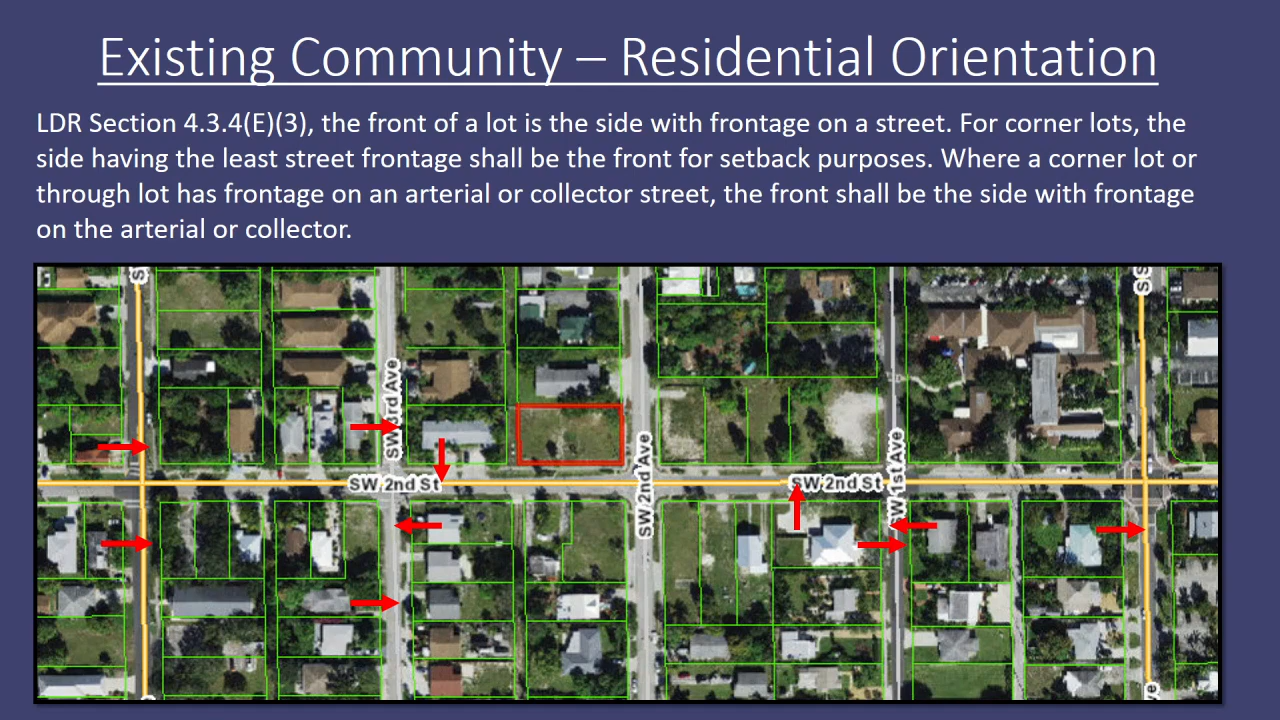 Existing Community – Residential Orientation
LDR Section 4.3.4(E)(3), the front of a lot is the side with frontage on a street. For corner lots, the
side having the least street frontage shall be the front for setback purposes. Where a corner lot or
through lot has frontage on an arterial or collector street, the front shall be the side with frontage
on the arterial or collector.
SW 3rd Ave
SW 2nd St
SW 2nd Ave
SW 2nd St
SW 1st Ave